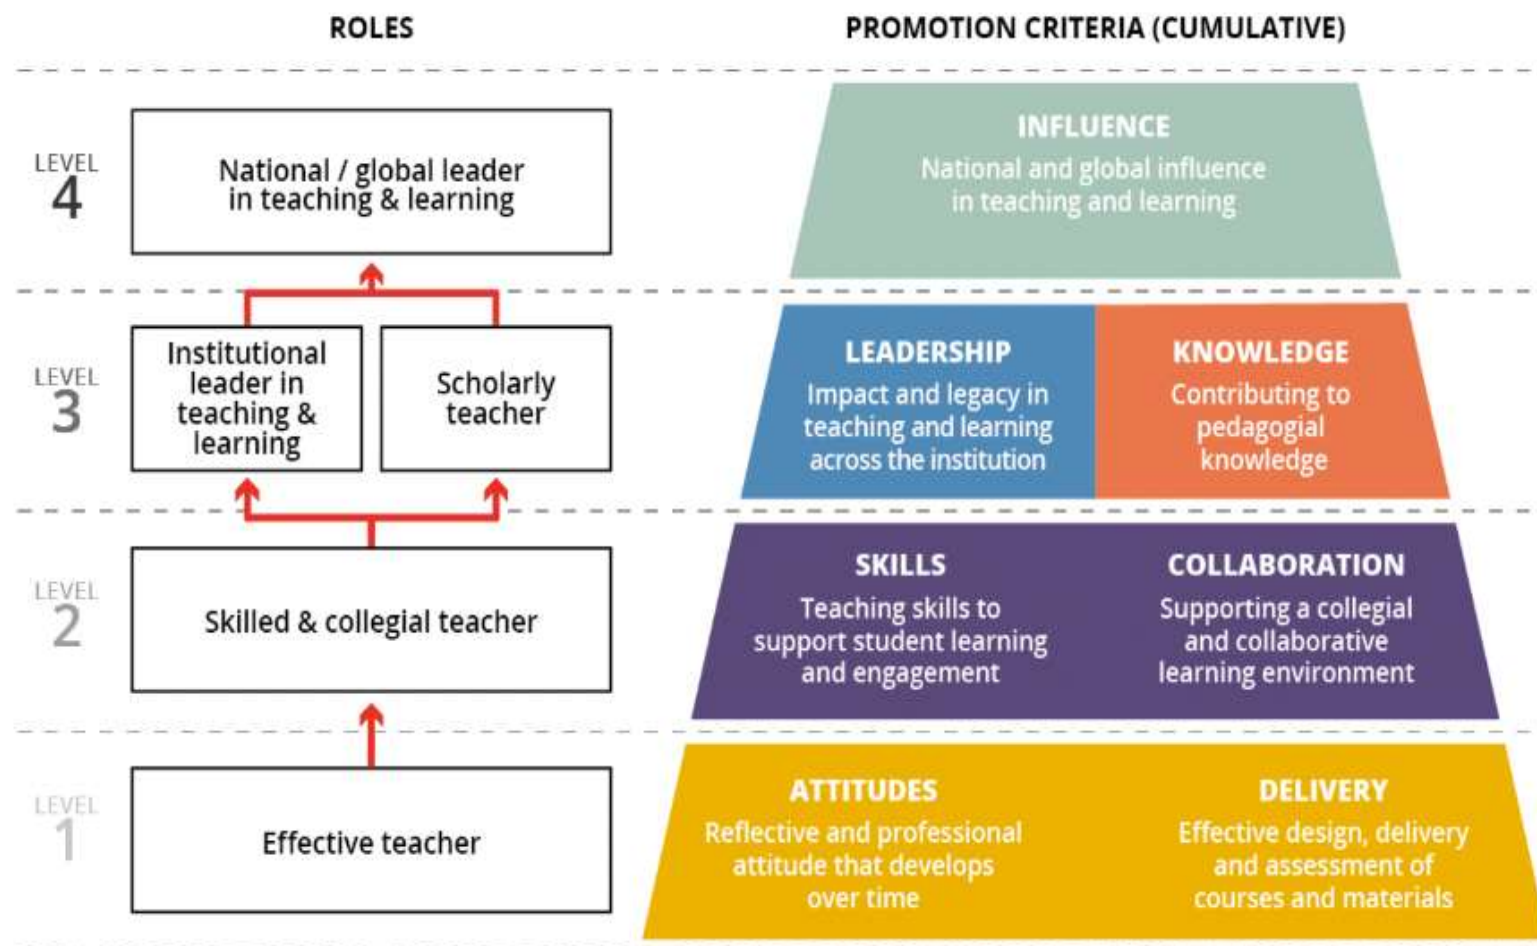 ROLES
PROMOTION CRITERIA (CUMULATIVE)
LEVEL
4
National / global leader
in teaching & learning
INFLUENCE
National and global influence
in teaching and learning
LEVEL
3
Institutional
leader in
teaching &
learning
Scholarly
teacher
LEADERSHIP
Impact and legacy in
teaching and learning
across the institution
KNOWLEDGE
Contributing to
pedagogial
knowledge
LEVEL
2
Skilled & collegial teacher
SKILLS
Teaching skills to
support student learning
and engagement
COLLABORATION
Supporting a collegial
and collaborative
learning environment
LEVEL
1
Effective teacher
ATTITUDES
Reflective and professional
attitude that develops
over time
DELIVERY
Effective design, delivery
and assessment of
courses and materials